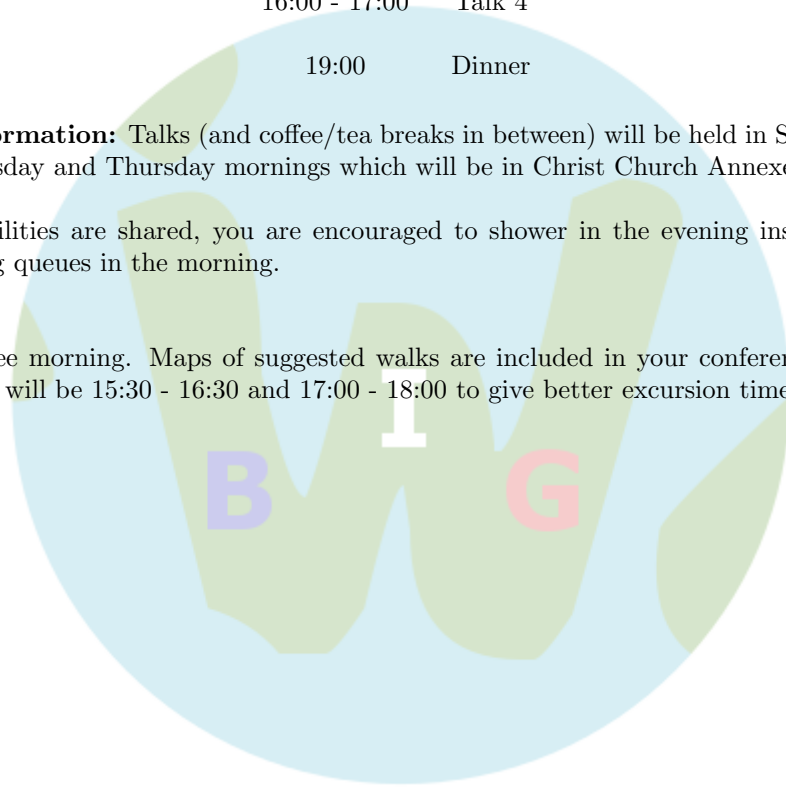 16:00 - 17:00 Talk 4
19:00 Dinner
ormation: Talks (and coffee/tea breaks in between) will be held in S
sday and Thursday mornings which will be in Christ Church Annexe
ilities are shared, you are encouraged to shower in the evening ins
g queues in the morning.
ee morning. Maps of suggested walks are included in your conferen
will be 15:30 - 16:30 and 17:00 - 18:00 to give better excursion time
I
B G